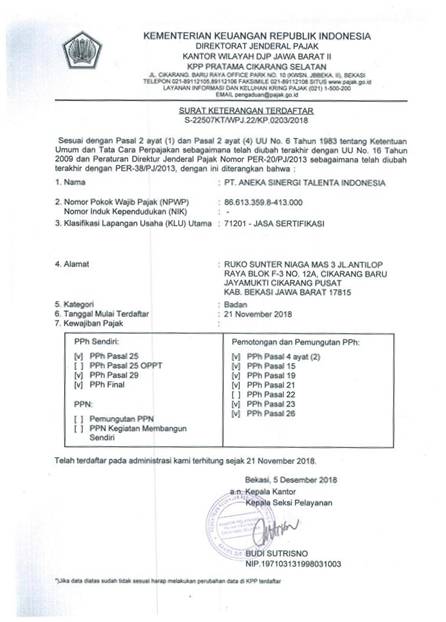 KEMENTERIAN KEUANGAN REPUBLIK INDONESIA
DIREKTORAT JENDERAL PAJAK
KANTOR WILAYAH DJP JAWA BARAT II
KPP PRATAMA CIKARANG SELATAN
JL. CIKARANG. BARU RAYA OFFICE PARK NO. 10 (KWSN. JBBEKA. II), BEKASI
TELEPON 021-89112105,89112106 FAKSIMILE 021-89112106 SITUS www.pajak.go.id
LAYANAN INFORMASI DAN KELUHAN KRING PAJAK (021) 1-500-200
EMAIL pengaduan@pajak.go.id
SURAT KETERANGAN TERDAFTAR
S-22507KT/WPJ.22/KP.0203/2018
Sesuai dengan Pasal 2 ayat (1) dan Pasal 2 ayat (4) UU No. 6 Tahun 1983 tentang Ketentuan
Umum dan Tata Cara Perpajakan sebagaimana telah diubah terakhir dengan UU No. 16 Tahun
2009 dan Peraturan Direktur Jenderal Pajak Nomor PER-20/PJ/2013 sebagaimana telah diubah
terakhir dengan PER-38/PJ/2013, dengan ini diterangkan bahwa :
1. Nama : PT. ANEKA SINERGI TALENTA INDONESIA
2. Nomor Pokok Wajib Pajak (NPWP) : 86.613.359.8-413.000
Nomor Induk Kependudukan (NIK) : -
3. Klasifikasi Lapangan Usaha (KLU) Utama : 71201 - JASA SERTIFIKASI
4. Alamat : RUKO SUNTER NIAGA MAS 3 JL.ANTILOP
RAYA BLOK F-3 NO. 12A, CIKARANG BARU
JAYAMUKTI CIKARANG PUSAT
KAB. BEKASI JAWA BARAT 17815
5. Kategori : Badan
6. Tanggal Mulai Terdaftar : 21 November 2018
7. Kewajiban Pajak :
PPh Sendiri:
[v] PPh Pasal 25
[ ] PPh Pasal 25 OPPT
[v] PPh Pasal 29
[v] PPh Final
PPN:
[ ] Pemungutan PPN
[ ] PPN Kegiatan Membangun
Sendiri
Pemotongan dan Pemungutan PPh:
[v] PPh Pasal 4 ayat (2)
[v] PPh Pasal 15
[v] PPh Pasal 19
[v] PPh Pasal 21
[ ] PPh Pasal 22
[v] PPh Pasal 23
[v] PPh Pasal 26
Telah terdaftar pada administrasi kami terhitung sejak 21 November 2018.
Bekasi, 5 Desember 2018
a.n. Kepala Kantor
Kepala Seksi Pelayanan
BUDI SUTRISNO
NIP.197103131998031003
*)Jika data diatas sudah tidak sesuai harap melakukan perubahan data di KPP terdaftar